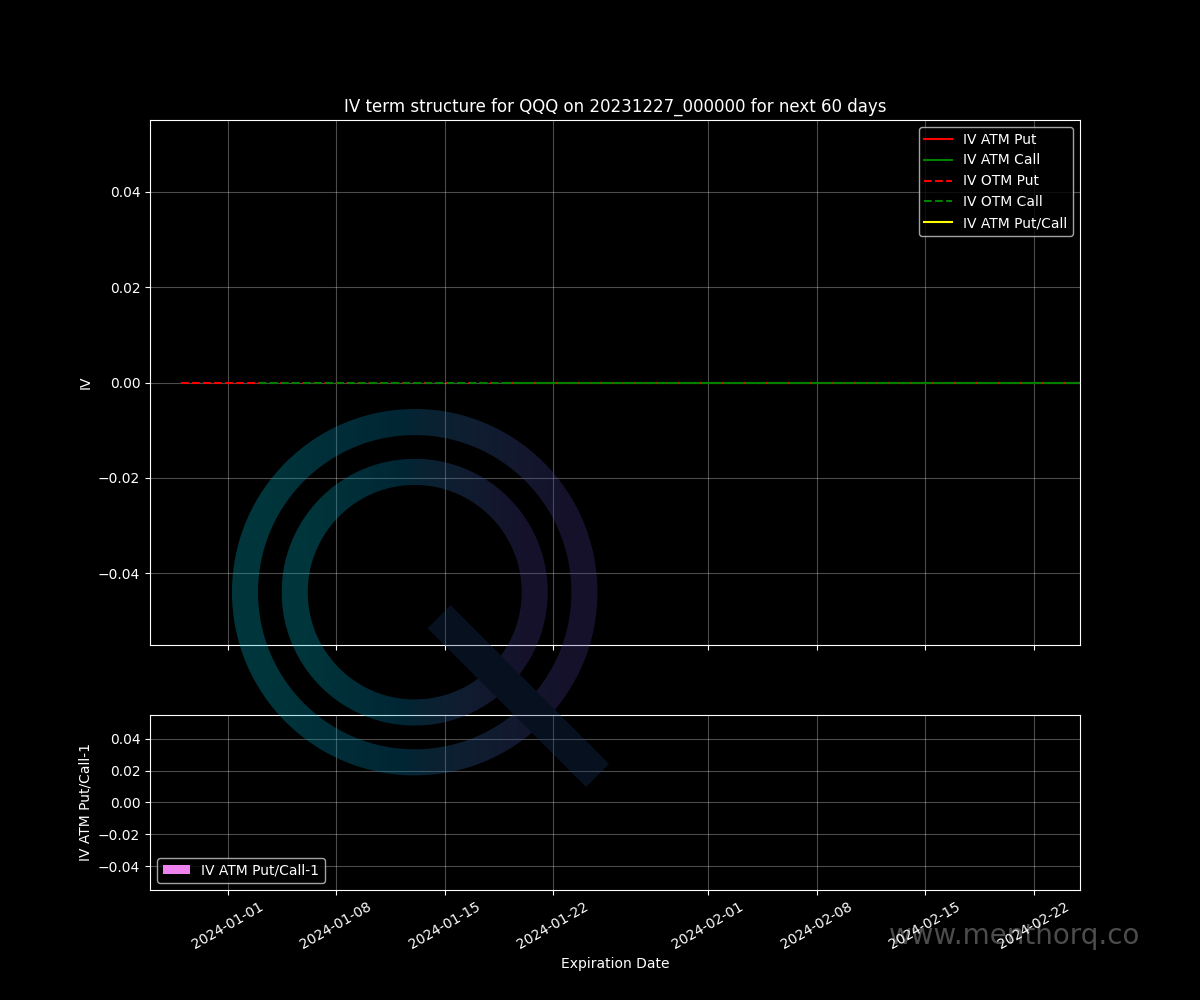 IV term structure for QQQ on 20231227_000000 for next 60 days
IV ATM Put
IV ATM Call
IV OTM Put
IV OTM Call
IV ATM Put/Call
0.04
0.02
0.00
−0.02
−0.04
IV
0.04
0.02
0.00
−0.02
−0.04
IV ATM Put/Call-1
IV ATM Put/Call-1
2024-01-01
2024-01-08
2024-01-15
2024-01-22
2024-02-01
2024-02-08
2024-02-15
2024-02-22
www.menthorq.co
Expiration Date